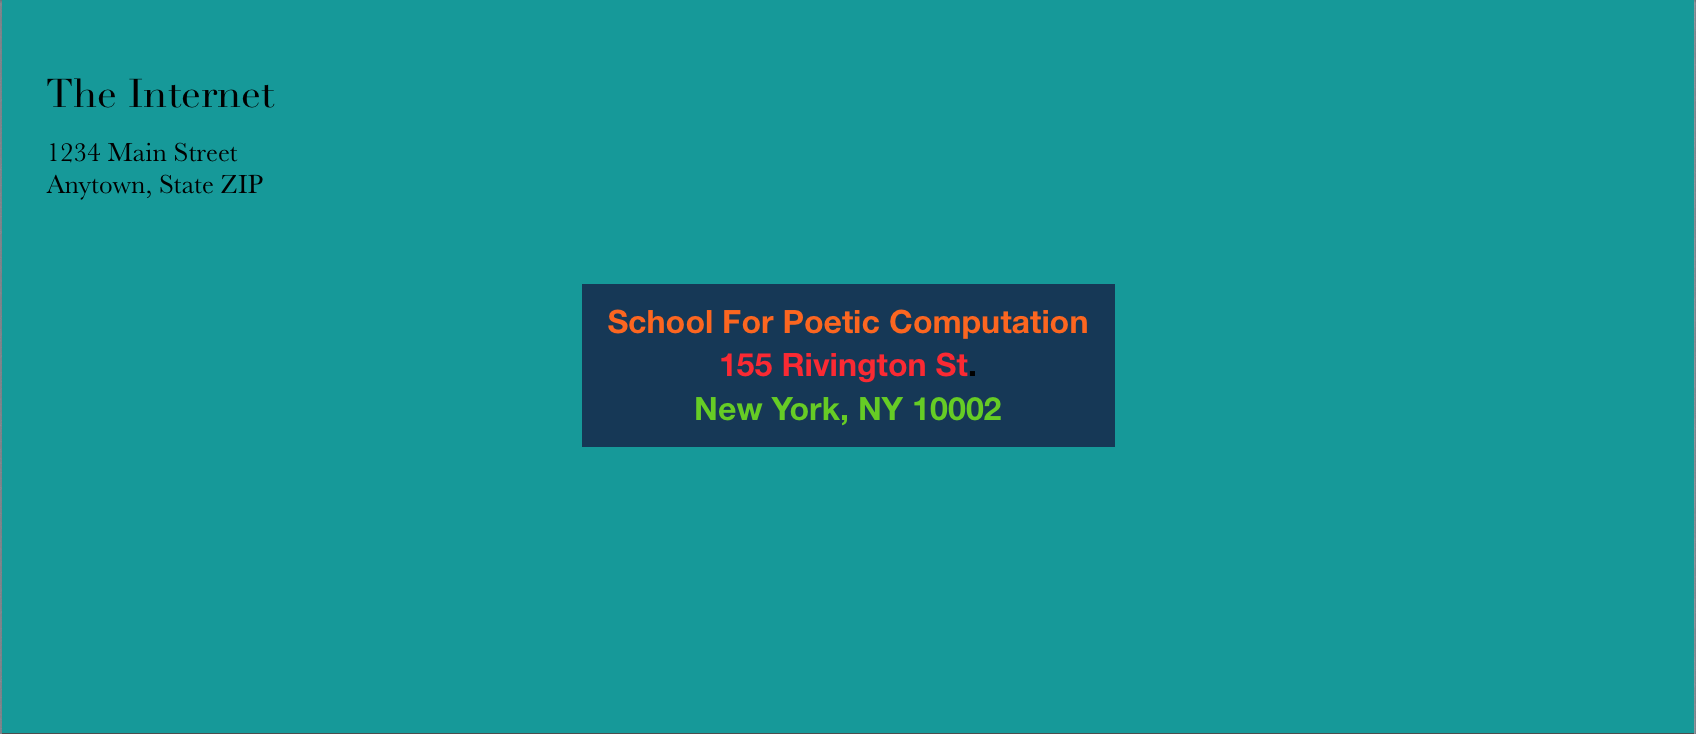 The Internet
1234 Main Street
Anytown, State ZIP
School For Poetic Computation
155 Rivington St.
New York, NY 10002